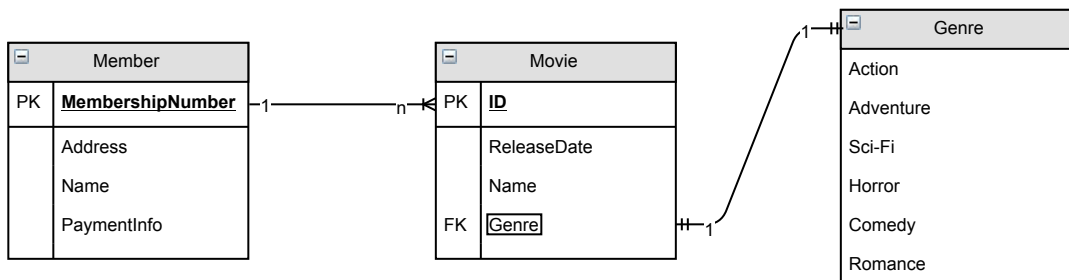 Member
PK MembershipNumber
Address
Name
PaymentInfo
1
n
Movie
PK ID
ReleaseDate
Name
FK Genre
1
1
Genre
Action
Adventure
Sci-Fi
Horror
Comedy
Romance